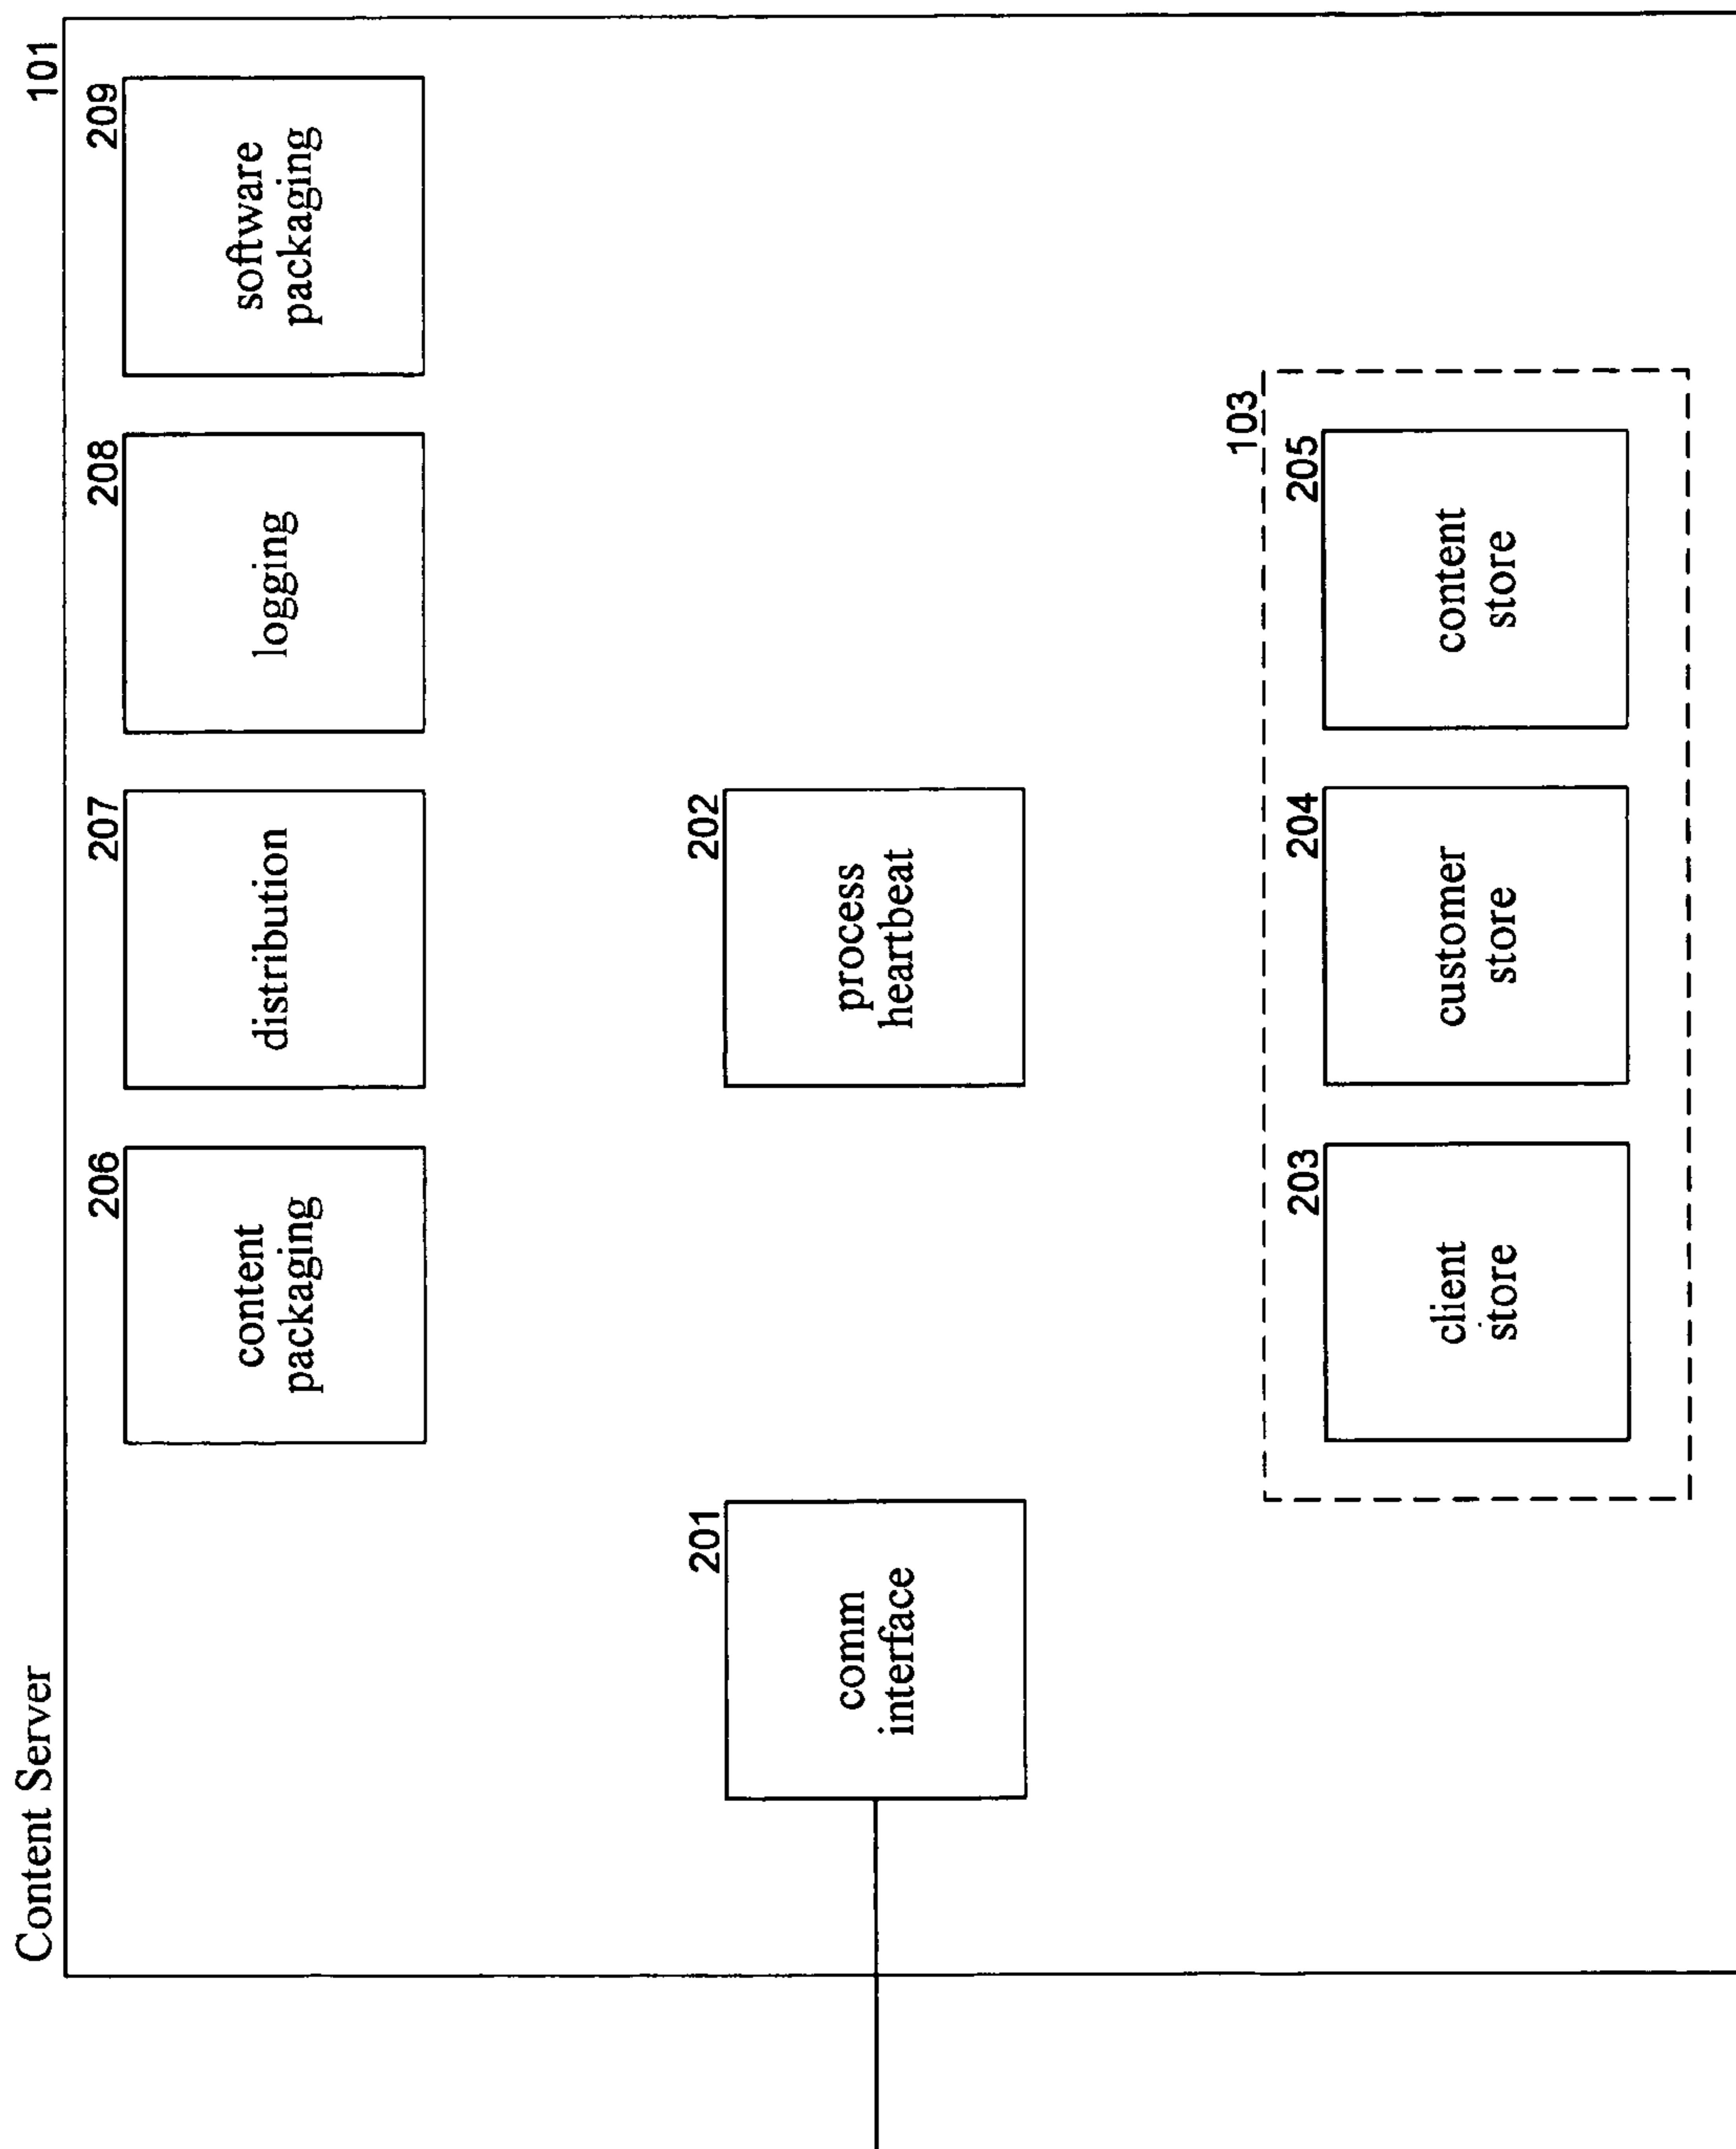 Content Server
101
206
content
packaging
207
distribution
208
logging
209
software
packaging
201
comm
interface
202
process
heartbeat
103
203
client
store
204
customer
store
205
content
store